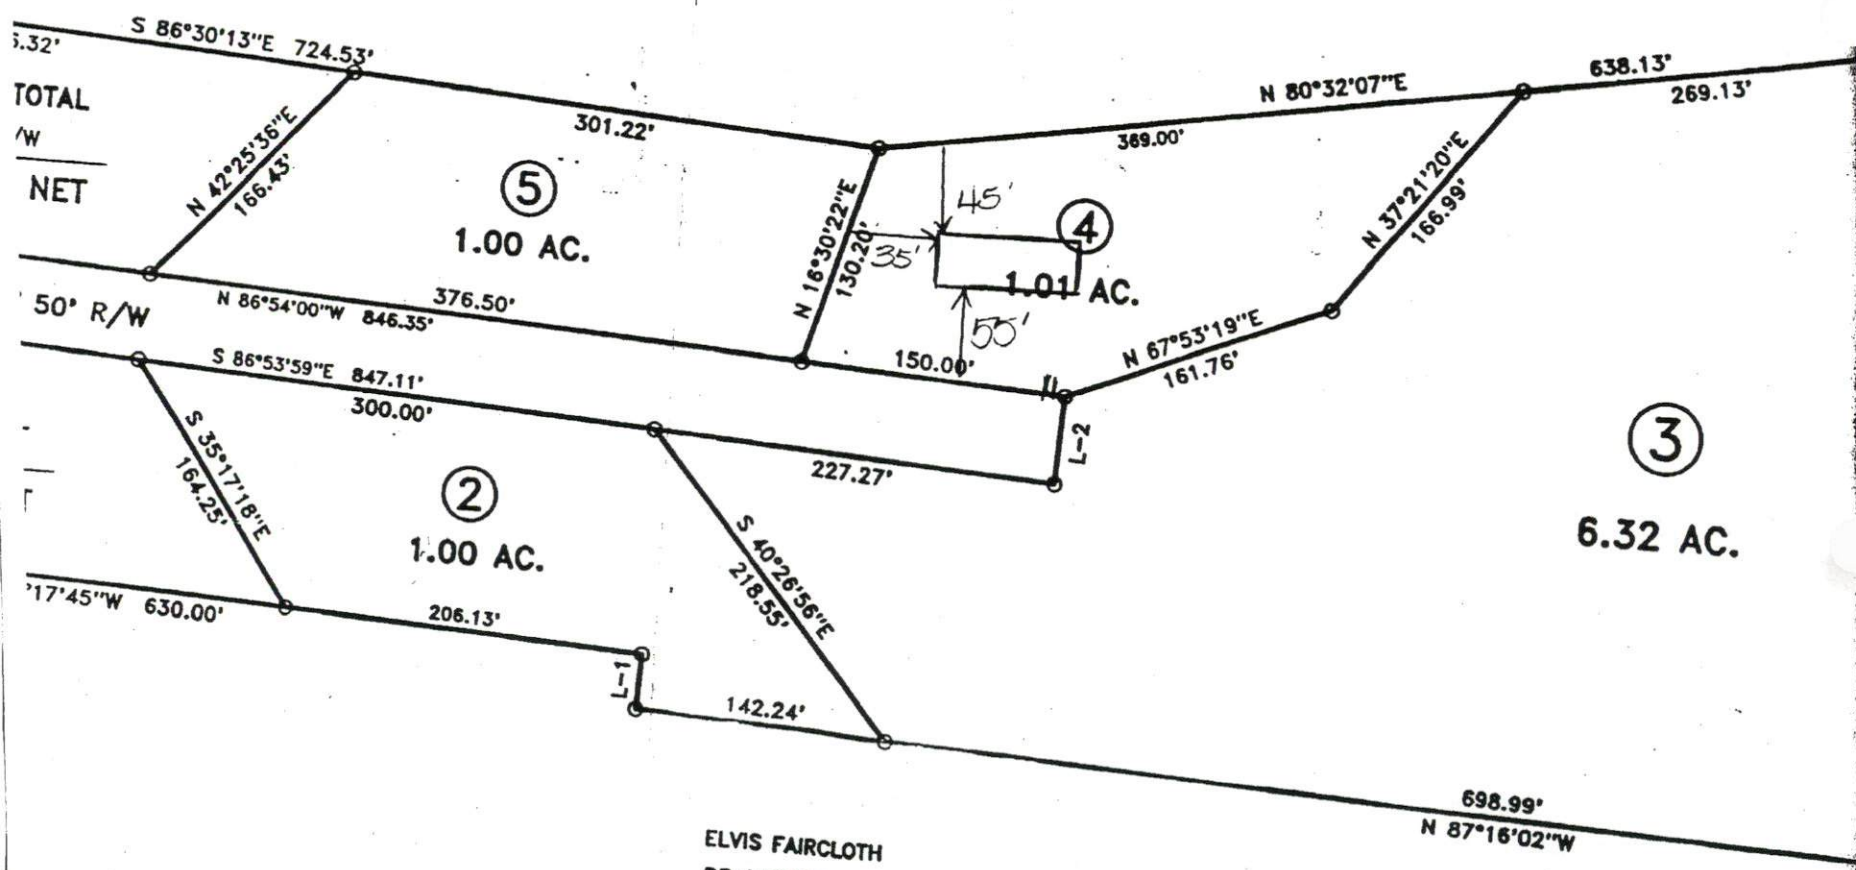 S 86°30'13"E 724.53'
5.32'
TOTAL
/W
NET
N 42°25'36"E
166.43'
301.22'
N 80°32'07"E
369.00'
638.13'
269.13'
5
1.00 AC.
N 16°30'22"E
130.20'
45'
35'
4
1.01 AC.
55'
N 37°21'20"E
166.99'
50' R/W
N 86°54'00"W 846.35'
376.50'
150.00'
N 67°53'19"E
161.76'
S 86°53'59"E 847.11'
300.00'
227.27'
L-2
3
6.32 AC.
S 35°17'18"E
164.25'
2
1.00 AC.
S 40°26'56"E
218.55'
°17'45"W 630.00'
206.13'
L-1
142.24'
698.99'
N 87°16'02"W
ELVIS FAIRCLOTH